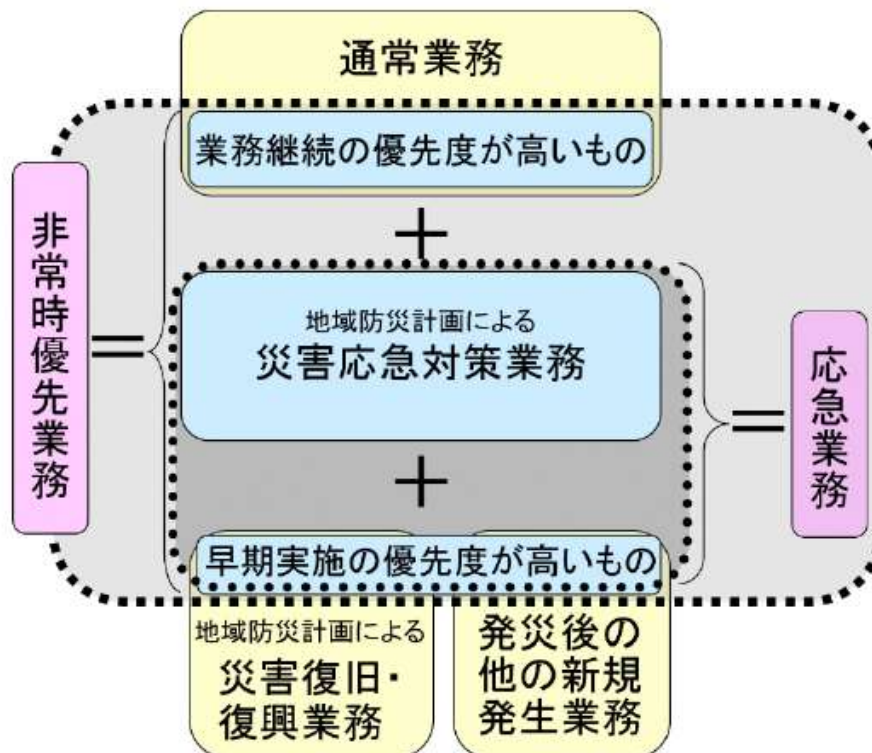 通常業務
業務継続の優先度が高いもの
+
非常時優先業務
=
地域防災計画による
災害応急対策業務
=
応急業務
+
早期実施の優先度が高いもの
地域防災計画による
災害復旧・
復興業務
発災後の
他の新規
発生業務